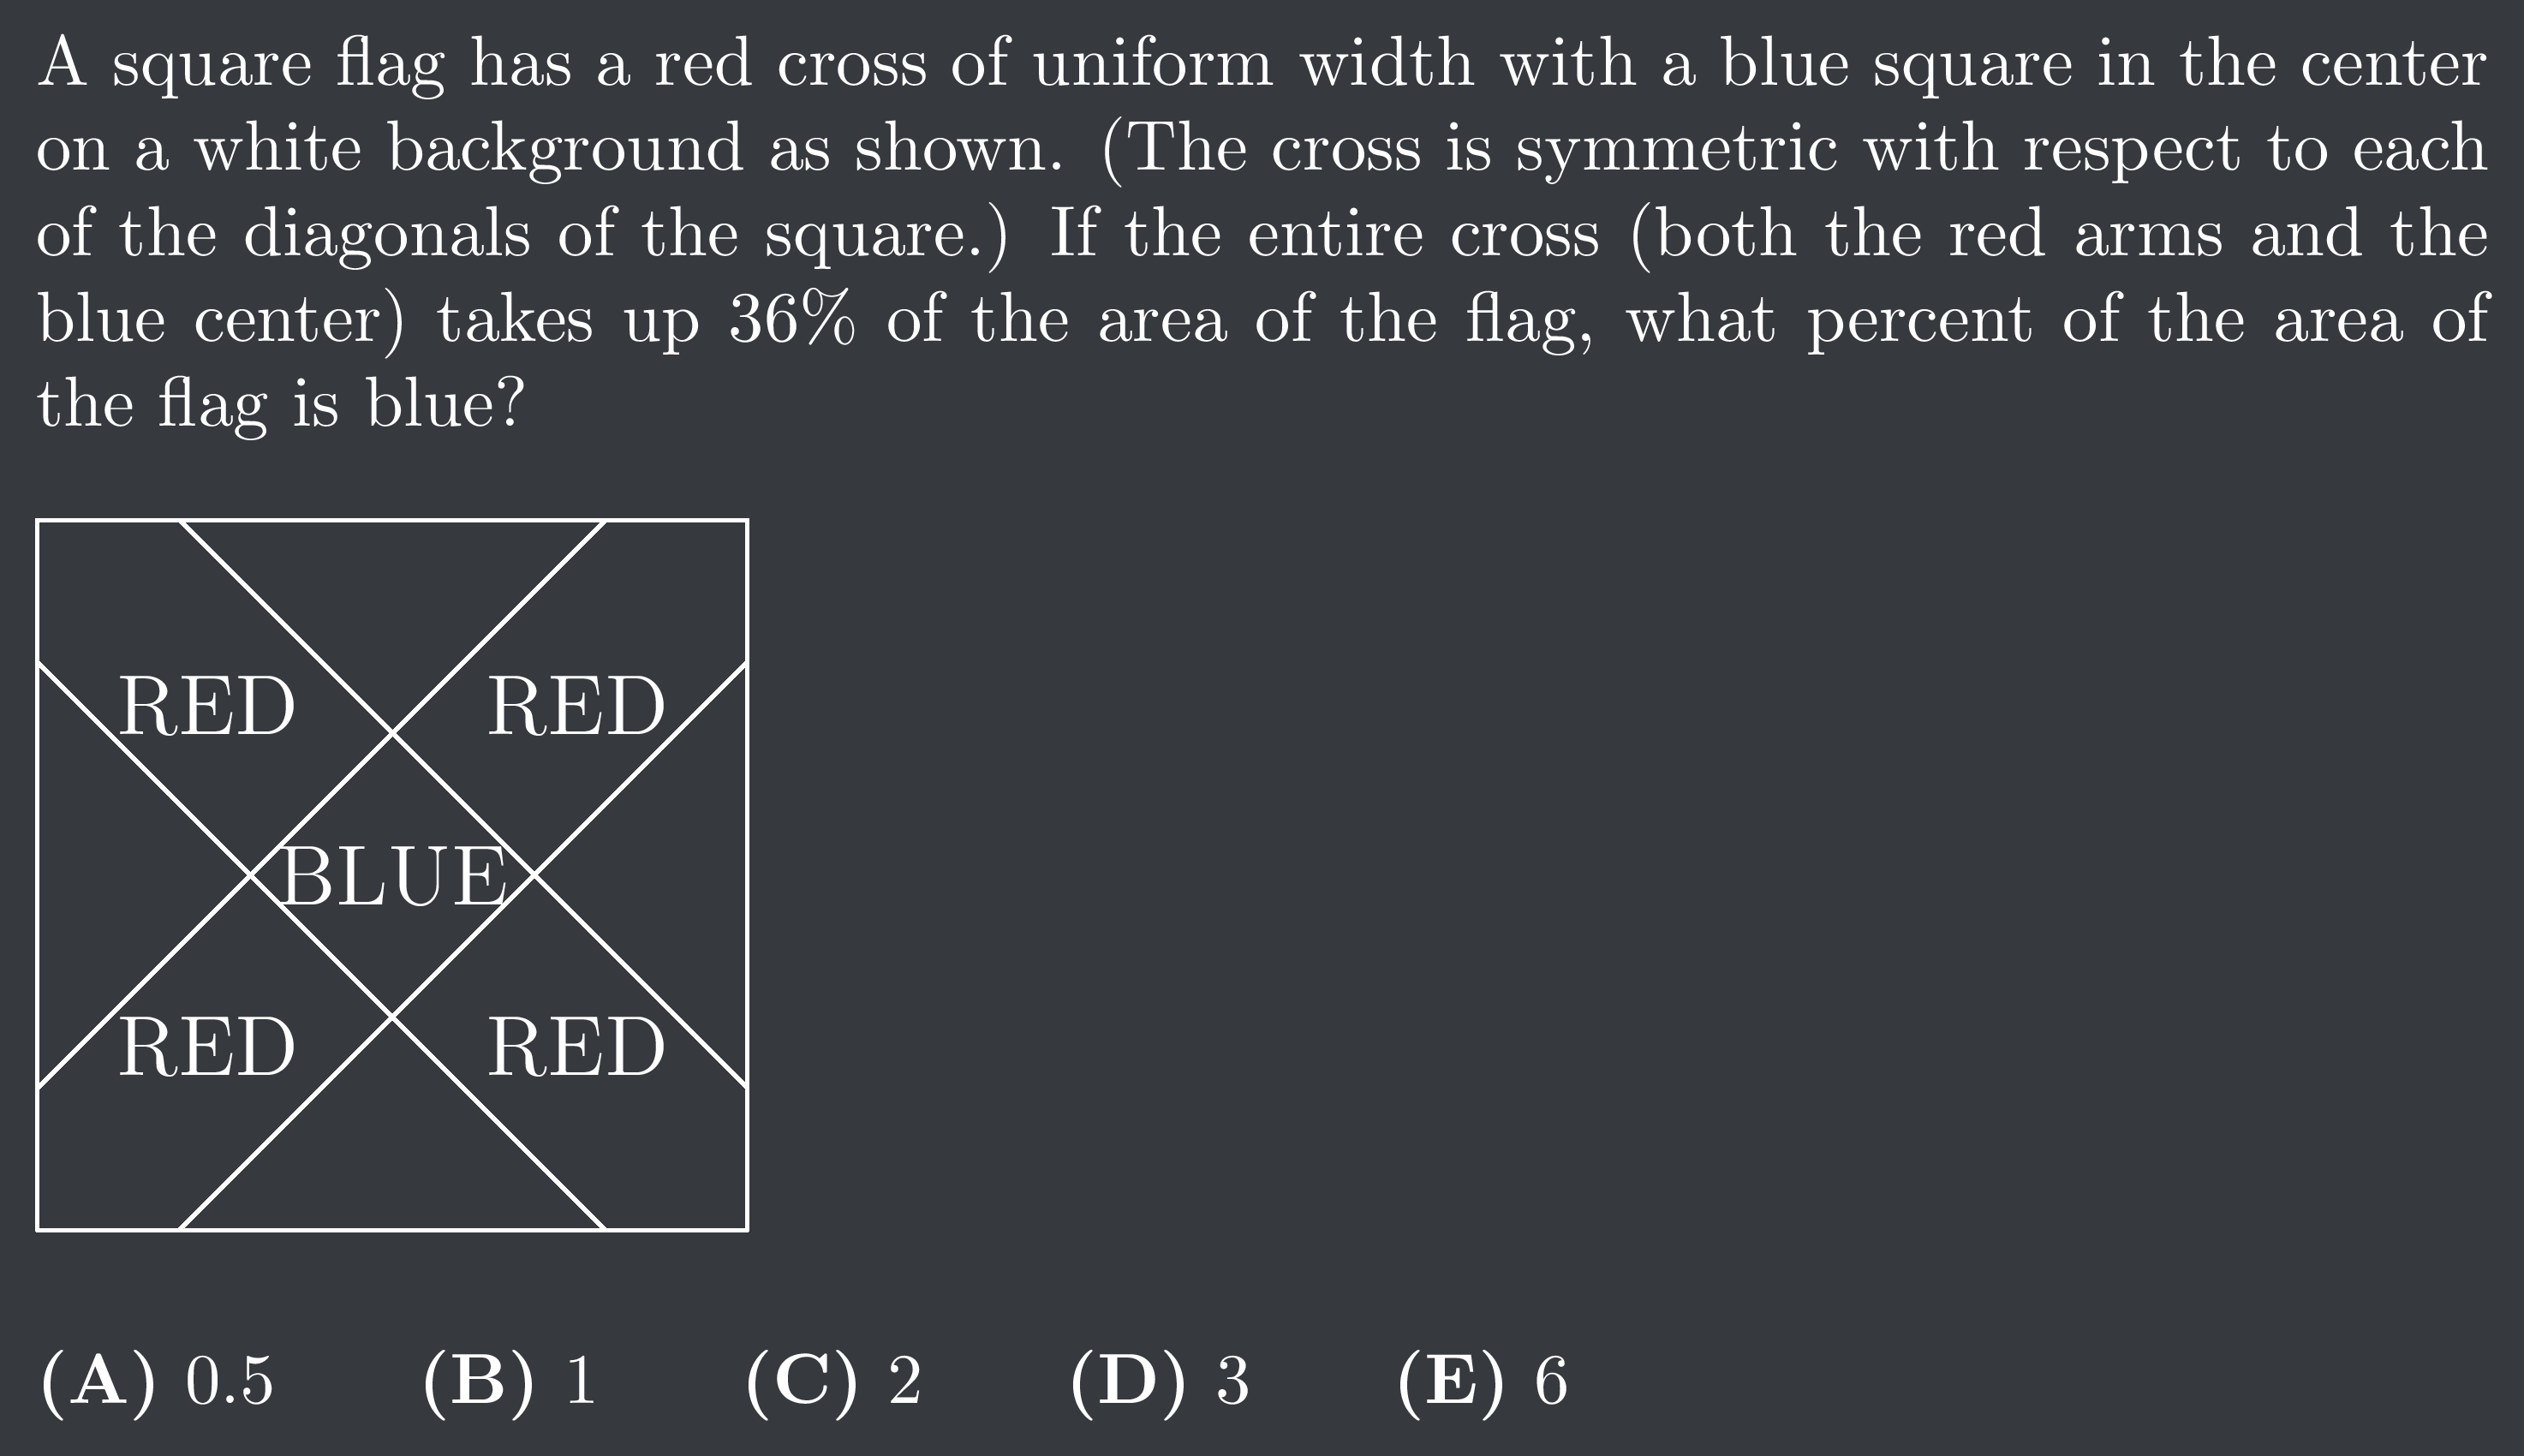 A square flag has a red cross of uniform width with a blue square in the center
on a white background as shown. (The cross is symmetric with respect to each
of the diagonals of the square.) If the entire cross (both the red arms and the
blue center) takes up 36% of the area of the flag, what percent of the area of
the flag is blue?
RED RED
BLUE
RED RED
(A) 0.5 (B) 1 (C) 2 (D) 3 (E) 6